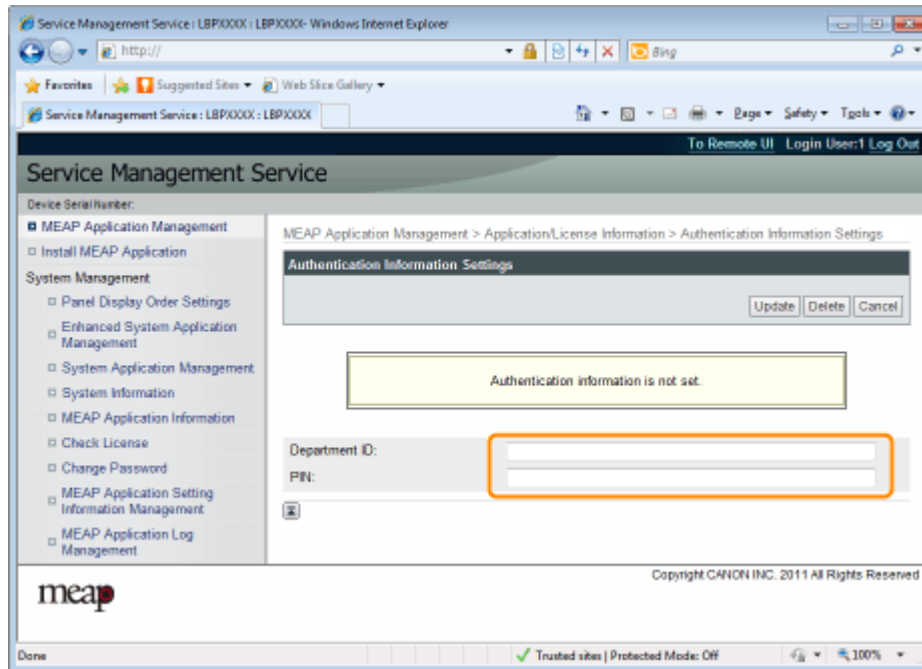 Service Management Service : LBPXXXX : LBPXXXX- Windows Internet Explorer
http://
Bing
Favorites Suggested Sites Web Slice Gallery
Service Management Service : LBPXXXX : LBPXXXX Page Safety Tools
To Remote UI Login User:1 Log Out
Service Management Service
Device Serial Number:
MEAP Application Management
Install MEAP Application
System Management
Panel Display Order Settings
Enhanced System Application
Management
System Application Management
System Information
MEAP Application Information
Check License
Change Password
MEAP Application Setting
Information Management
MEAP Application Log
Management
MEAP Application Management > Application/License Information > Authentication Information Settings
Authentication Information Settings
Update Delete Cancel
Authentication information is not set.
Department ID:
PIN:
Copyright CANON INC. 2011 All Rights Reserved
meap
Done Trusted sites | Protected Mode: Off 100%